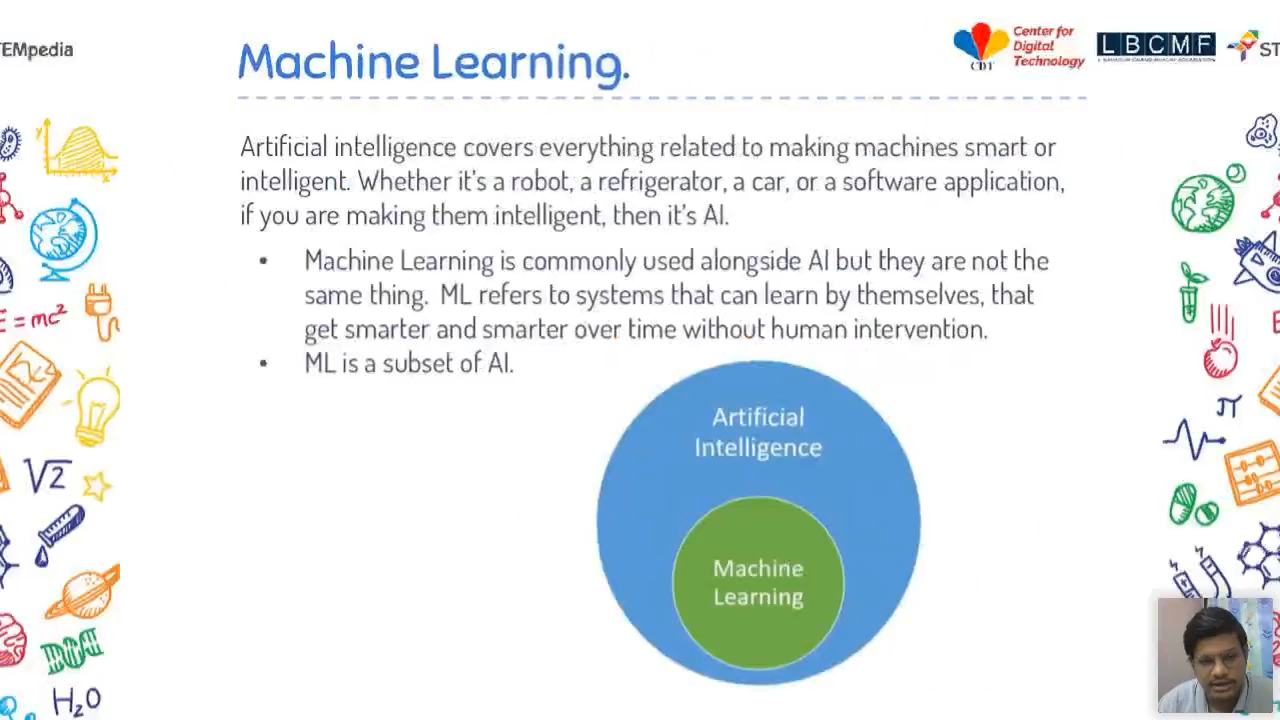 TEMpedia
Machine Learning.
CDT
Center for
Digital
Technology
LBCMF
ST
Artificial intelligence covers everything related to making machines smart or
intelligent. Whether it's a robot, a refrigerator, a car, or a software application,
if you are making them intelligent, then it's AI.
• Machine Learning is commonly used alongside AI but they are not the
same thing. ML refers to systems that can learn by themselves, that
get smarter and smarter over time without human intervention.
• ML is a subset of AI.
Artificial
Intelligence
Machine
Learning
y
x
E = mc²
√2
H₂O
π